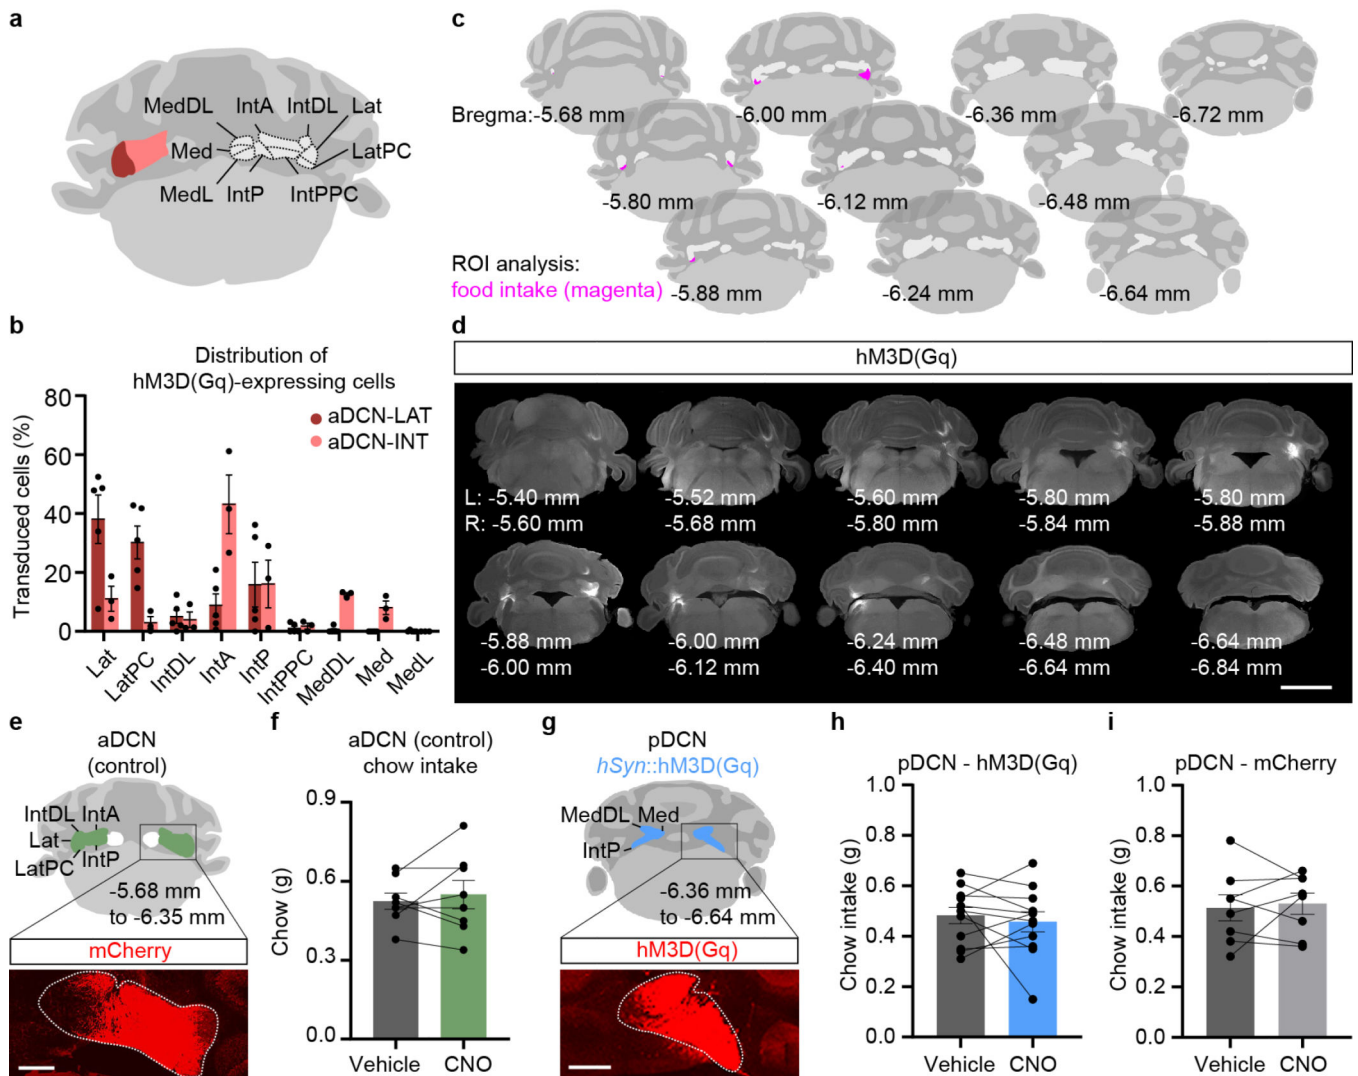 a
MedDL IntA IntDL Lat
Med
LatPC
MedL IntP IntPPC
b
Distribution of
hM3D(Gq)-expressing cells
aDCN-LAT
aDCN-INT
Transduced cells (%)
80
60
40
20
0
Lat
LatPC
IntDL
IntA
IntP
IntPPC
MedDL
Med
MedL
c
Bregma:-5.68 mm
-6.00 mm
-6.36 mm
-6.72 mm
-5.80 mm
-6.12 mm
-6.48 mm
ROI analysis:
food intake (magenta)
-5.88 mm
-6.24 mm
-6.64 mm
d
hM3D(Gq)
L: -5.40 mm -5.52 mm -5.60 mm -5.80 mm -5.80 mm
R: -5.60 mm -5.68 mm -5.80 mm -5.84 mm -5.88 mm
-5.88 mm -6.00 mm -6.24 mm -6.48 mm -6.64 mm
-6.00 mm -6.12 mm -6.40 mm -6.64 mm -6.84 mm
e
aDCN
(control)
IntDL IntA
Lat
LatPC IntP
-5.68 mm
to -6.35 mm
mCherry
f
aDCN (control)
chow intake
Chow (g)
0.9
0.6
0.3
0.0
Vehicle CNO
g
pDCN
hSyn::hM3D(Gq)
MedDL Med
IntP
-6.36 mm
to -6.64 mm
hM3D(Gq)
h
pDCN - hM3D(Gq)
Chow intake (g)
1.0
0.8
0.6
0.4
0.2
0.0
Vehicle CNO
i
pDCN - mCherry
Chow intake (g)
1.0
0.8
0.6
0.4
0.2
0.0
Vehicle CNO